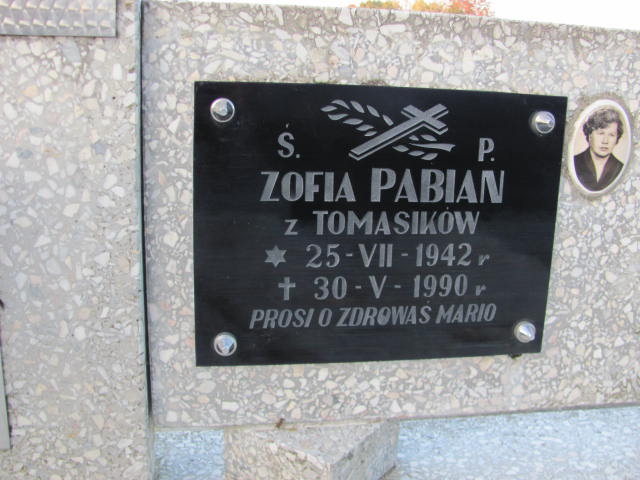 Ś. P.
ZOFIA PABIAN
z TOMASIKÓW
25-VII-1942 r
30-V-1990 r
PROSI O ZDROWAŚ MARIO